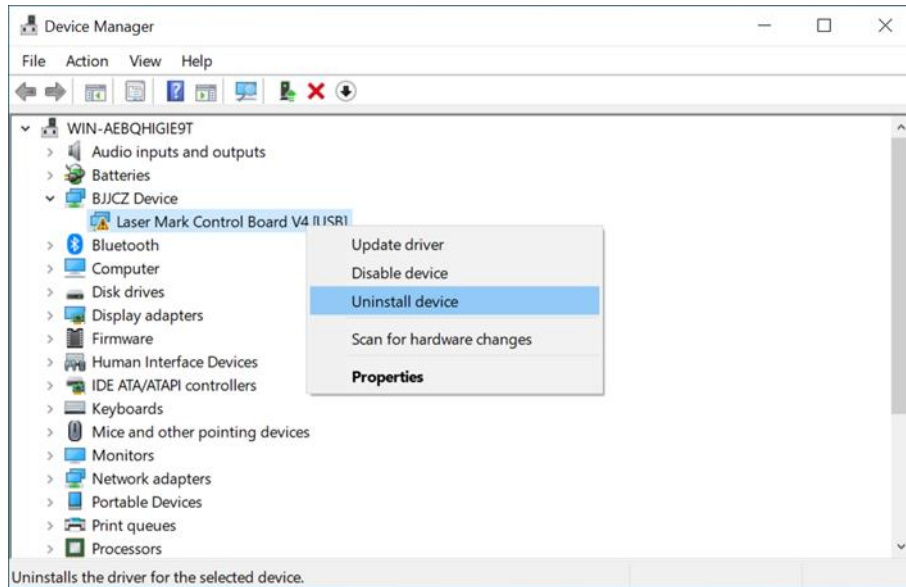 Device Manager
File Action View Help
WIN-AEBQHIGIE9T
Audio inputs and outputs
Batteries
BJJCZ Device
Laser Mark Control Board V4 [USB]
Update driver
Bluetooth
Disable device
Computer
Disk drives
Uninstall device
Display adapters
Firmware
Scan for hardware changes
Human Interface Devices
Properties
IDE ATA/ATAPI controllers
Keyboards
Mice and other pointing devices
Monitors
Network adapters
Portable Devices
Print queues
Processors
Uninstalls the driver for the selected device.